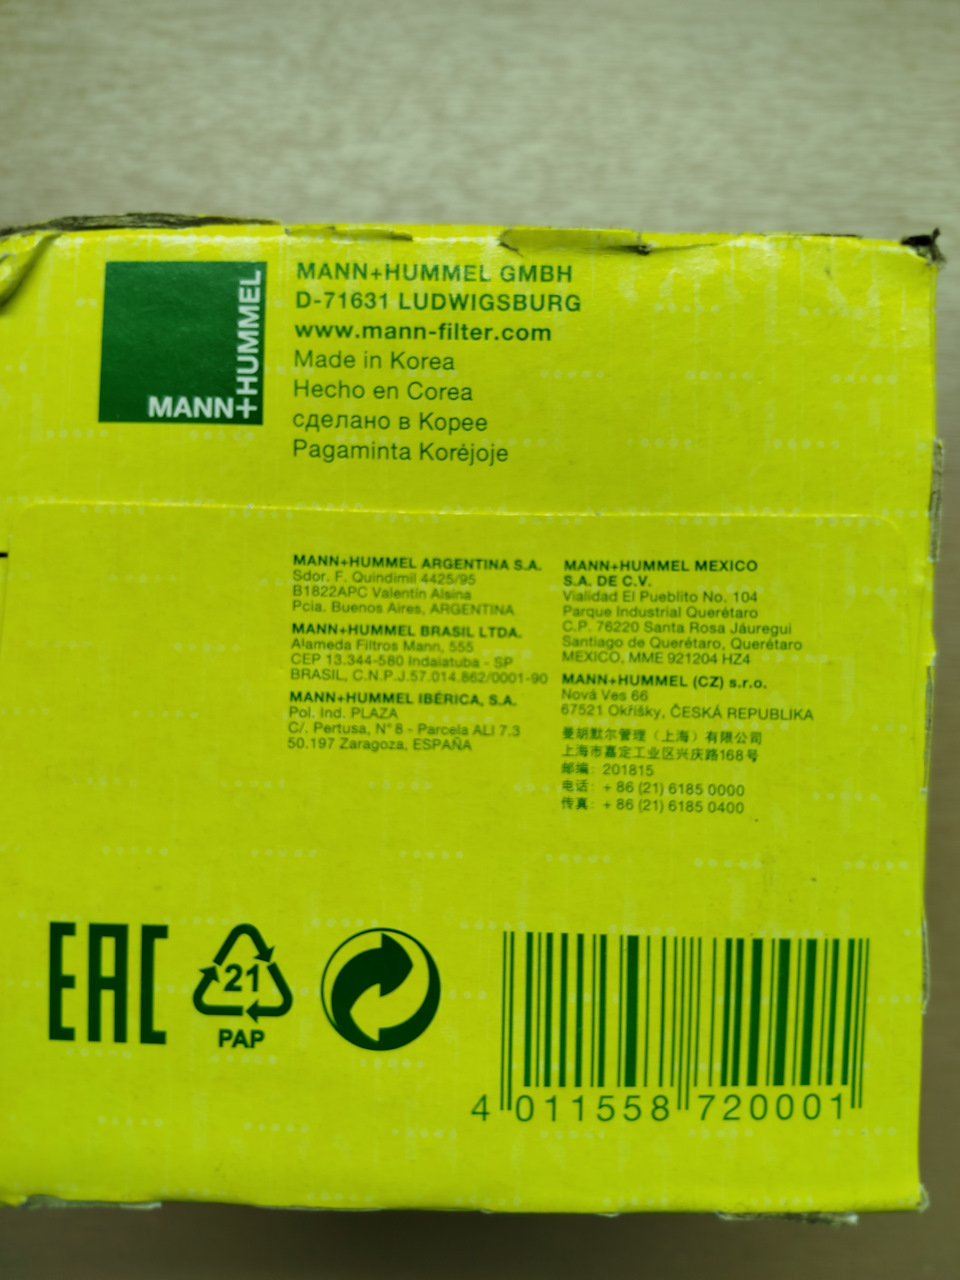 MANN+HUMMEL
MANN+HUMMEL GMBH
D-71631 LUDWIGSBURG
www.mann-filter.com
Made in Korea
Hecho en Corea
сделано в Корее
Pagaminta Korėjoje
MANN+HUMMEL ARGENTINA S.A.
Sdor. F. Quindimil 4425/95
B1822APC Valentin Alsina
Pcia. Buenos Aires, ARGENTINA
MANN+HUMMEL BRASIL LTDA.
Alameda Filtros Mann, 555
CEP 13.344-580 Indaiatuba - SP
BRASIL, C.N.P.J.57.014.862/0001-90
MANN+HUMMEL IBÉRICA, S.A.
Pol. Ind. PLAZA
C/. Pertusa, N° 8 - Parcela ALI 7.3
50.197 Zaragoza, ESPAÑA
MANN+HUMMEL MEXICO
S.A. DE C.V.
Vialidad El Pueblito No. 104
Parque Industrial Querétaro
C.P. 76220 Santa Rosa Jáuregui
Santiago de Querétaro, Querétaro
MEXICO, MME 921204 HZ4
MANN+HUMMEL (CZ) s.r.o.
Nová Ves 66
67521 Okříšky, ČESKÁ REPUBLIKA
曼胡默尔管理（上海）有限公司
上海市嘉定工业区兴庆路168号
邮编: 201815
电话: + 86 (21) 6185 0000
传真: + 86 (21) 6185 0400
EAC
21
PAP
4 011558 720001